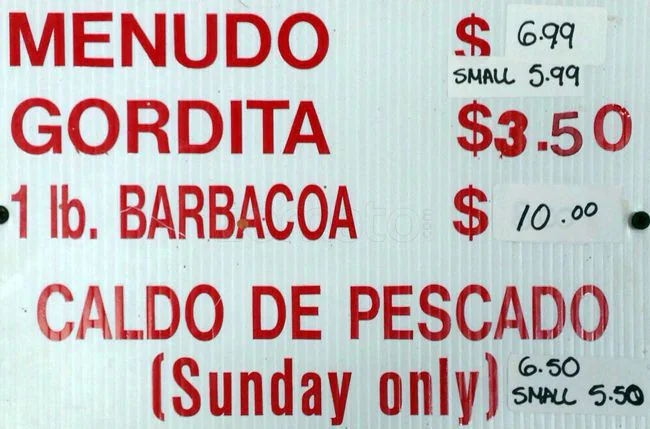 MENUDO $ 6.99
SMALL 5.99
GORDITA $3.50
1 lb. BARBACOA $ 10.00
CALDO DE PESCADO
(Sunday only) 6.50
SMALL 5.50